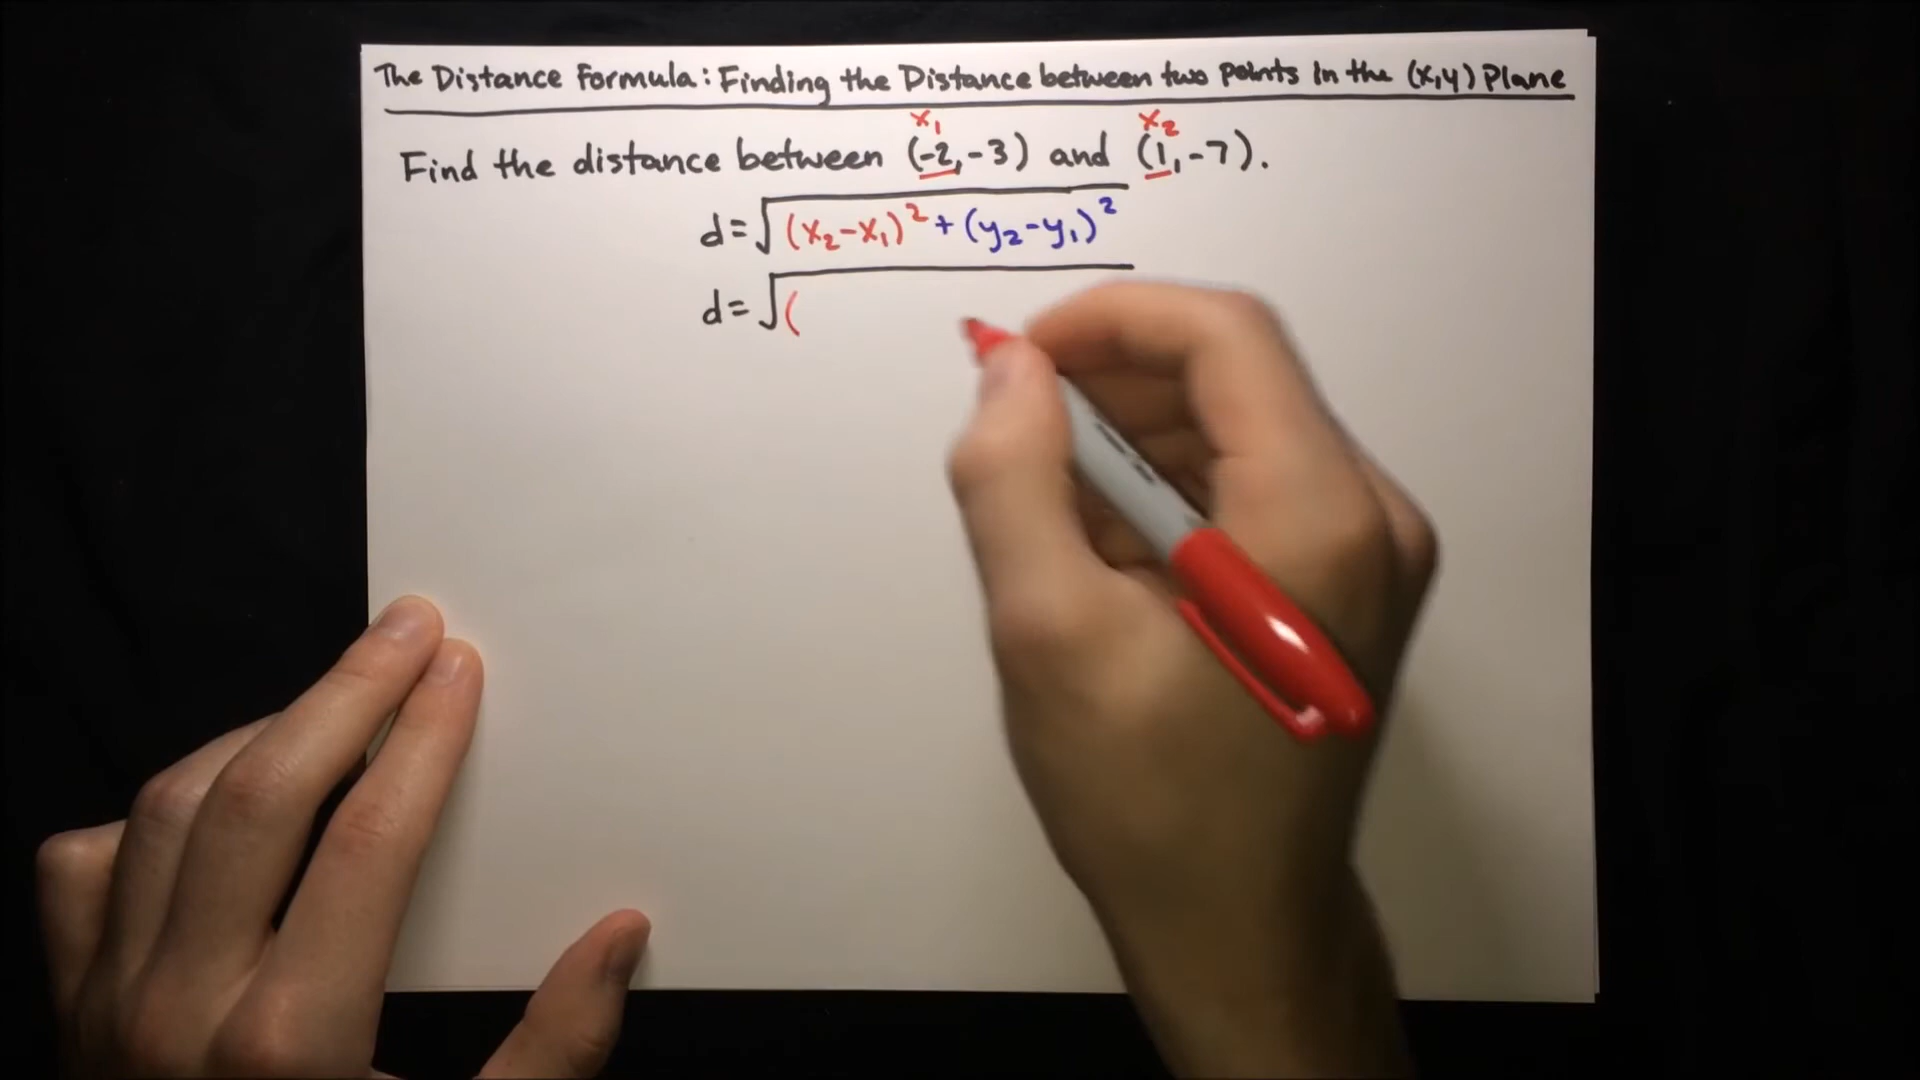 The Distance Formula: Finding the Distance between two points in the (x,y) Plane
x₁ x₂
Find the distance between (-2,-3) and (1,-7).
d=√(x₂-x₁)²+(y₂-y₁)²
d=√(